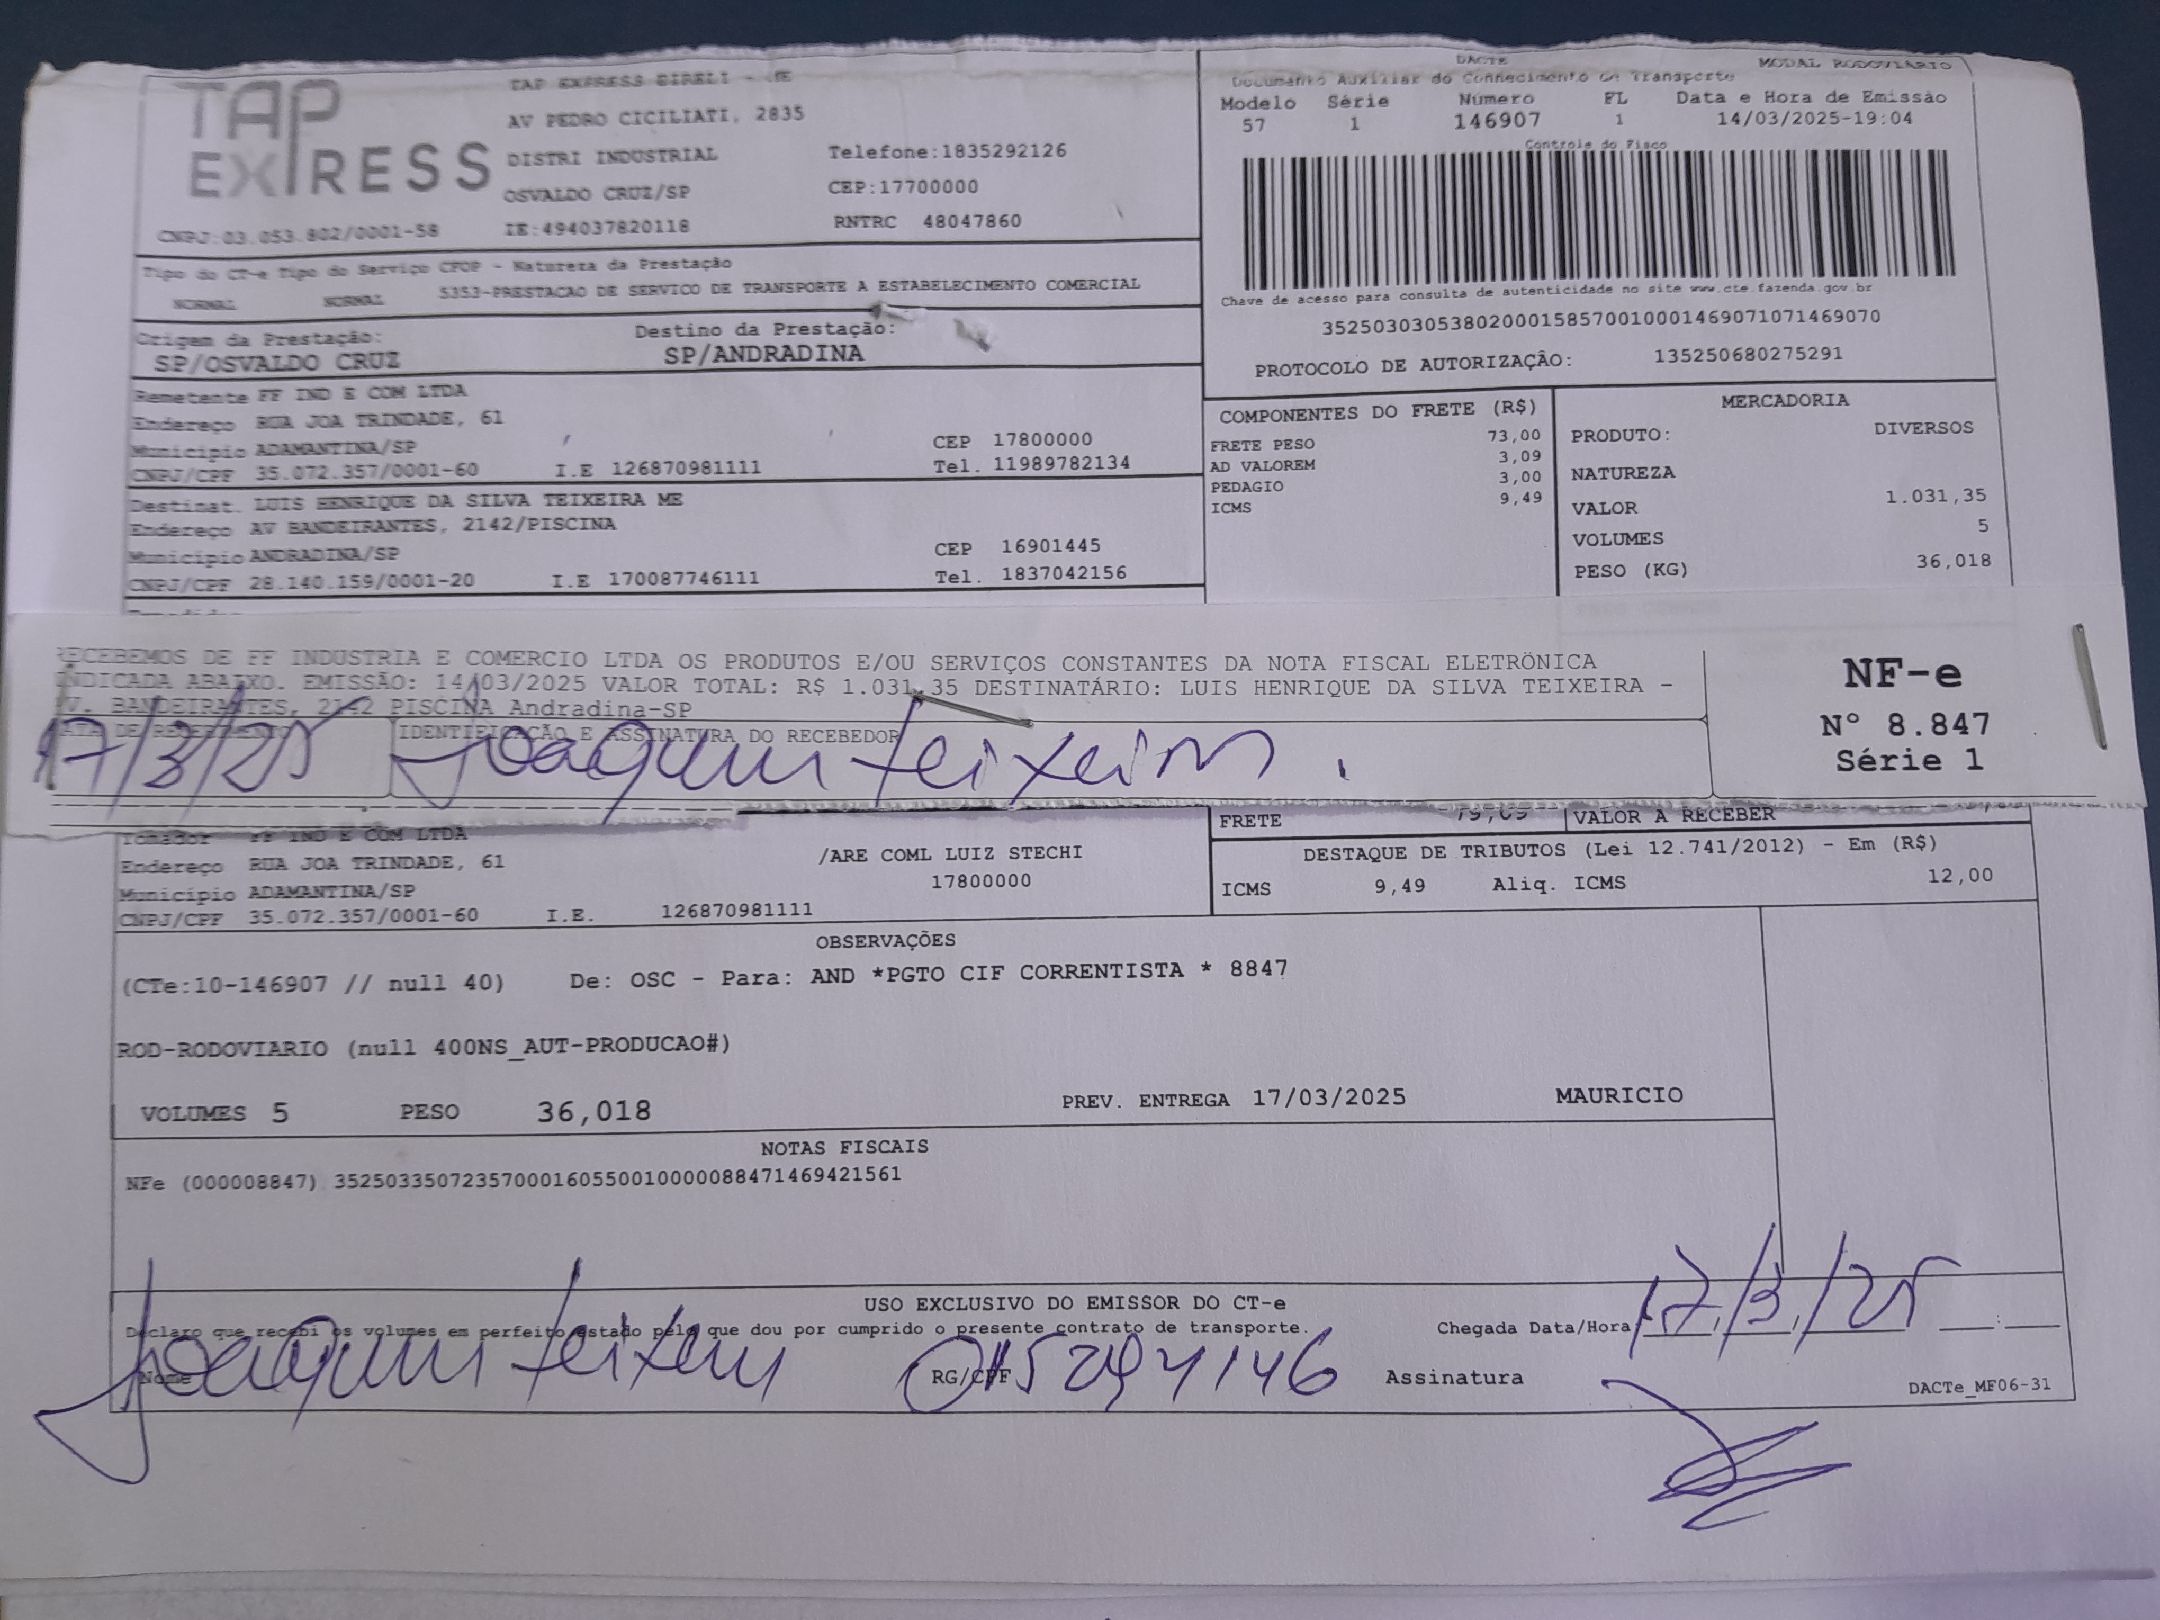 TAP EXPRESS
TAP EXPRESS EIRELI - ME
AV PEDRO CICILIATI, 2835
DISTRI INDUSTRIAL Telefone:1835292126
OSVALDO CRUZ/SP CEP:17700000
CNPJ:03.053.802/0001-58 IE:494037820118 RNTRC 48047860
DACTE MODAL RODOVIÁRIO
Documento Auxiliar do Conhecimento de Transporte
Modelo Série Número FL Data e Hora de Emissão
57 1 146907 1 14/03/2025-19:04
Controle do Fisco
Chave de acesso para consulta de autenticidade no site www.cte.fazenda.gov.br
35250303053802000158570010001469071071469070
PROTOCOLO DE AUTORIZAÇÃO: 135250680275291
Tipo do CT-e Tipo do Serviço CFOP - Natureza da Prestação
NORMAL NORMAL 5353-PRESTACAO DE SERVICO DE TRANSPORTE A ESTABELECIMENTO COMERCIAL
Origem da Prestação: Destino da Prestação:
SP/OSVALDO CRUZ SP/ANDRADINA
Remetente FF IND E COM LTDA
Endereço RUA JOA TRINDADE, 61
Município ADAMANTINA/SP CEP 17800000
CNPJ/CPF 35.072.357/0001-60 I.E 126870981111 Tel. 11989782134
Destinat. LUIS HENRIQUE DA SILVA TEIXEIRA ME
Endereço AV BANDEIRANTES, 2142/PISCINA
Município ANDRADINA/SP CEP 16901445
CNPJ/CPF 28.140.159/0001-20 I.E 170087746111 Tel. 1837042156
COMPONENTES DO FRETE (R$)
FRETE PESO 73,00
AD VALOREM 3,09
PEDAGIO 3,00
ICMS 9,49
MERCADORIA
PRODUTO: DIVERSOS
NATUREZA
VALOR 1.031,35
VOLUMES 5
PESO (KG) 36,018
RECEBEMOS DE FF INDUSTRIA E COMERCIO LTDA OS PRODUTOS E/OU SERVIÇOS CONSTANTES DA NOTA FISCAL ELETRÔNICA
INDICADA ABAIXO. EMISSÃO: 14/03/2025 VALOR TOTAL: R$ 1.031,35 DESTINATÁRIO: LUIS HENRIQUE DA SILVA TEIXEIRA -
V. BANDEIRANTES, 2142 PISCINA Andradina-SP
DATA DE RECEBIMENTO IDENTIFICAÇÃO E ASSINATURA DO RECEBEDOR
17/3/25 Joaquim teixeira.
NF-e
Nº 8.847
Série 1
Tomador FF IND E COM LTDA
Endereço RUA JOA TRINDADE, 61 /ARE COML LUIZ STECHI
Município ADAMANTINA/SP 17800000
CNPJ/CPF 35.072.357/0001-60 I.E. 126870981111
FRETE 79,09 VALOR A RECEBER
DESTAQUE DE TRIBUTOS (Lei 12.741/2012) - Em (R$)
ICMS 9,49 Aliq. ICMS 12,00
OBSERVAÇÕES
(CTe:10-146907 // null 40) De: OSC - Para: AND *PGTO CIF CORRENTISTA * 8847
ROD-RODOVIARIO (null 400NS_AUT-PRODUCAO#)
VOLUMES 5 PESO 36,018 PREV. ENTREGA 17/03/2025 MAURICIO
NOTAS FISCAIS
NFe (000008847) 35250335072357000160550010000088471469421561
USO EXCLUSIVO DO EMISSOR DO CT-e
Declaro que recebi os volumes em perfeito estado pelo que dou por cumprido o presente contrato de transporte. Chegada Data/Hora 17/3/25 :
Nome Joaquim teixeira RG/CPF Assinatura
DACTe_MF06-31